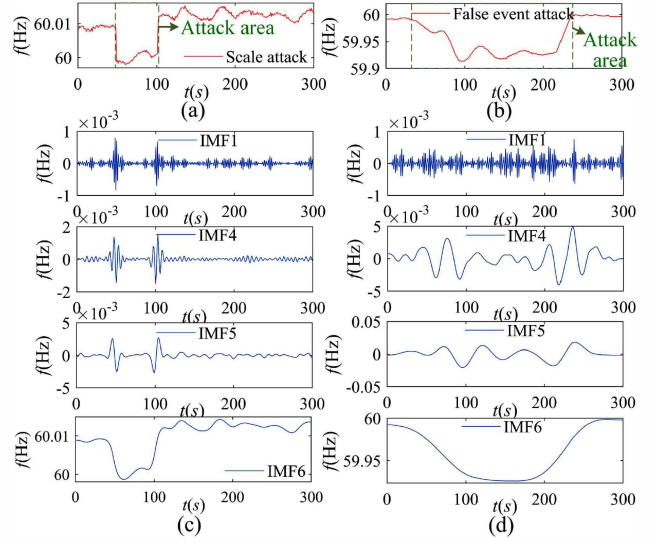 60.01
60
f(Hz)
Attack area
Scale attack
0 100 200 300
t(s)
(a)
60
59.95
59.9
f(Hz)
False event attack
Attack
area
0 100 200 300
t(s)
(b)
×10⁻³
1
0
-1
f(Hz)
IMF1
0 100 200 300
t(s)
×10⁻³
2
0
-2
f(Hz)
IMF4
0 100 200 300
t(s)
×10⁻³
5
0
-5
f(Hz)
IMF5
0 100 200 300
t(s)
60.01
60
f(Hz)
IMF6
0 100 200 300
t(s)
(c)
×10⁻³
1
0
-1
f(Hz)
IMF1
0 100 200 300
t(s)
×10⁻³
5
0
-5
f(Hz)
IMF4
0 100 200 300
t(s)
0.05
0
-0.05
f(Hz)
IMF5
0 100 200 300
t(s)
60
59.95
f(Hz)
IMF6
0 100 200 300
t(s)
(d)